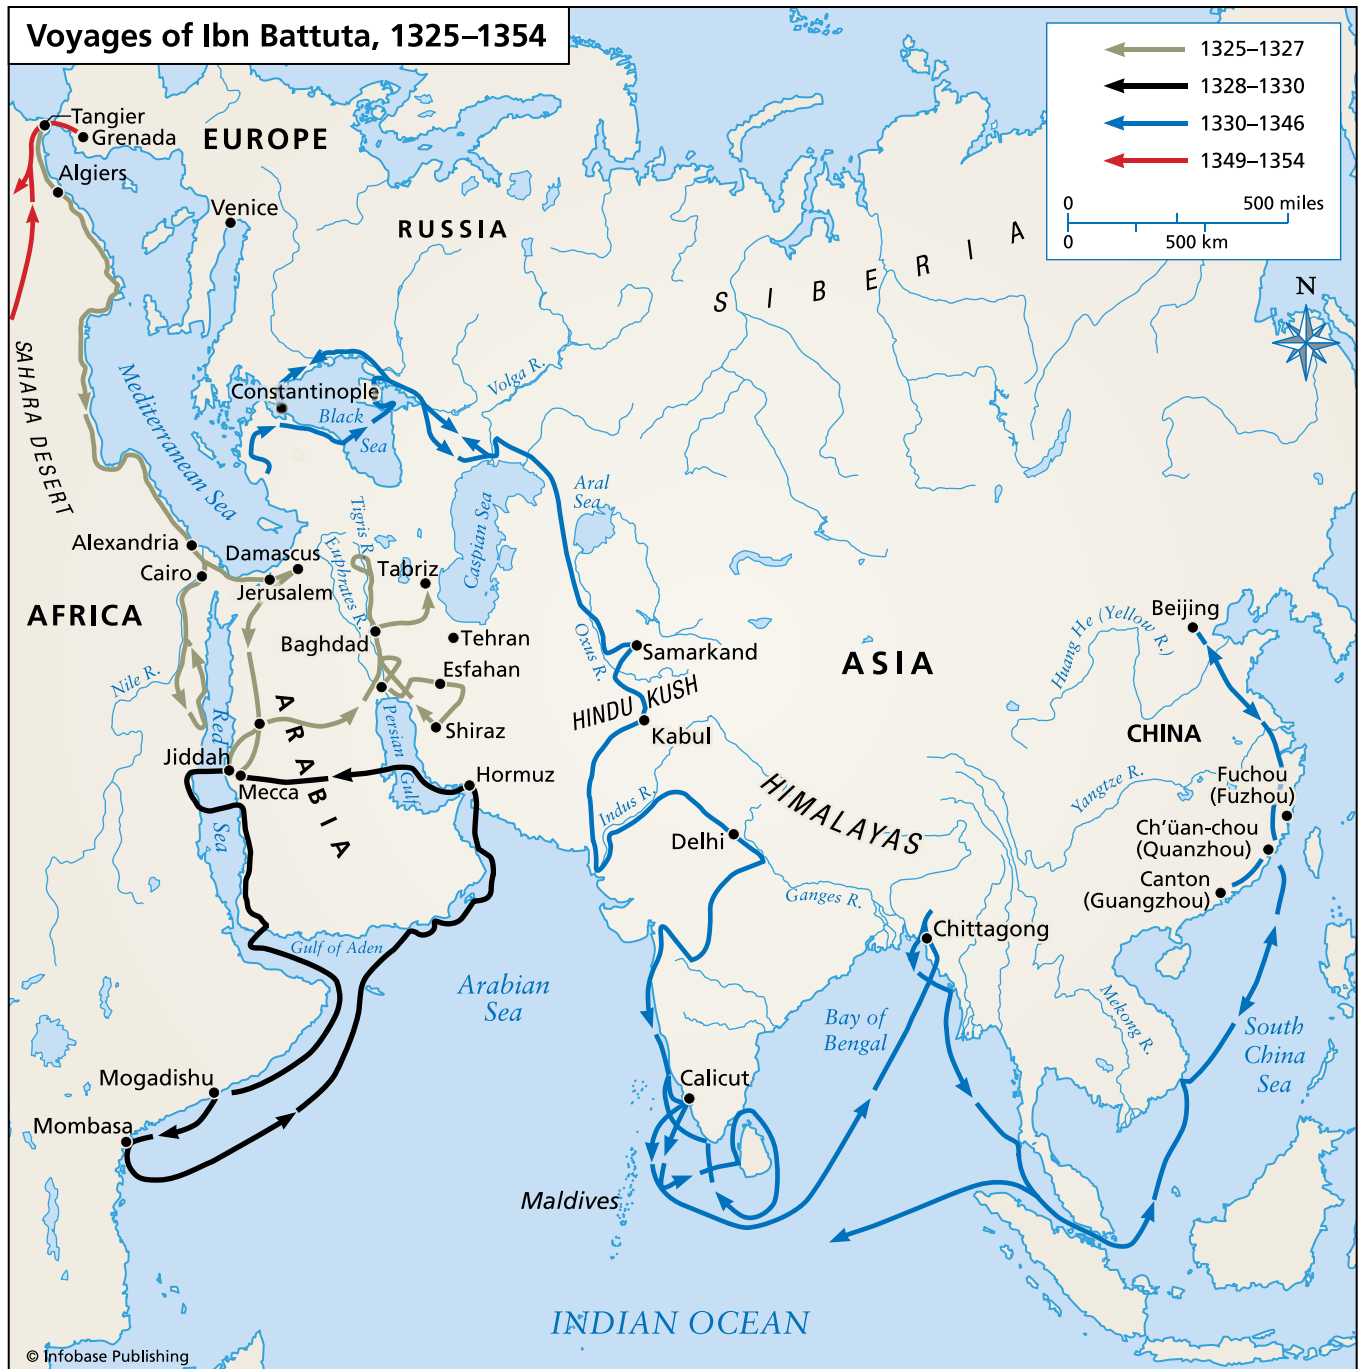 Voyages of Ibn Battuta, 1325–1354
1325–1327
1328–1330
1330–1346
1349–1354
0 500 miles
0 500 km
N
Tangier
Grenada
EUROPE
Algiers
Venice
RUSSIA
SIBERIA
SAHARA DESERT
Mediterranean Sea
Constantinople
Black
Sea
Volga R.
Aral
Sea
Caspian Sea
Tigris R.
(Euphrates R.
Alexandria
Damascus
Cairo
Jerusalem
Tabriz
AFRICA
Baghdad
Tehran
Esfahan
Oxus R.
Samarkand
ASIA
Beijing
Huang He (Yellow R.)
Nile R.
Red
Sea
ARABIA
Persian
Gulf
Shiraz
HINDU KUSH
Kabul
CHINA
Jiddah
Mecca
Hormuz
Indus R.
HIMALAYAS
Yangtze R.
Fuchou
(Fuzhou)
Delhi
Ch'üan-chou
(Quanzhou)
Canton
(Guangzhou)
Ganges R.
Chittagong
Gulf of Aden
Arabian
Sea
Bay of
Bengal
Mekong R.
South
China
Sea
Mogadishu
Calicut
Mombasa
Maldives
INDIAN OCEAN
© Infobase Publishing